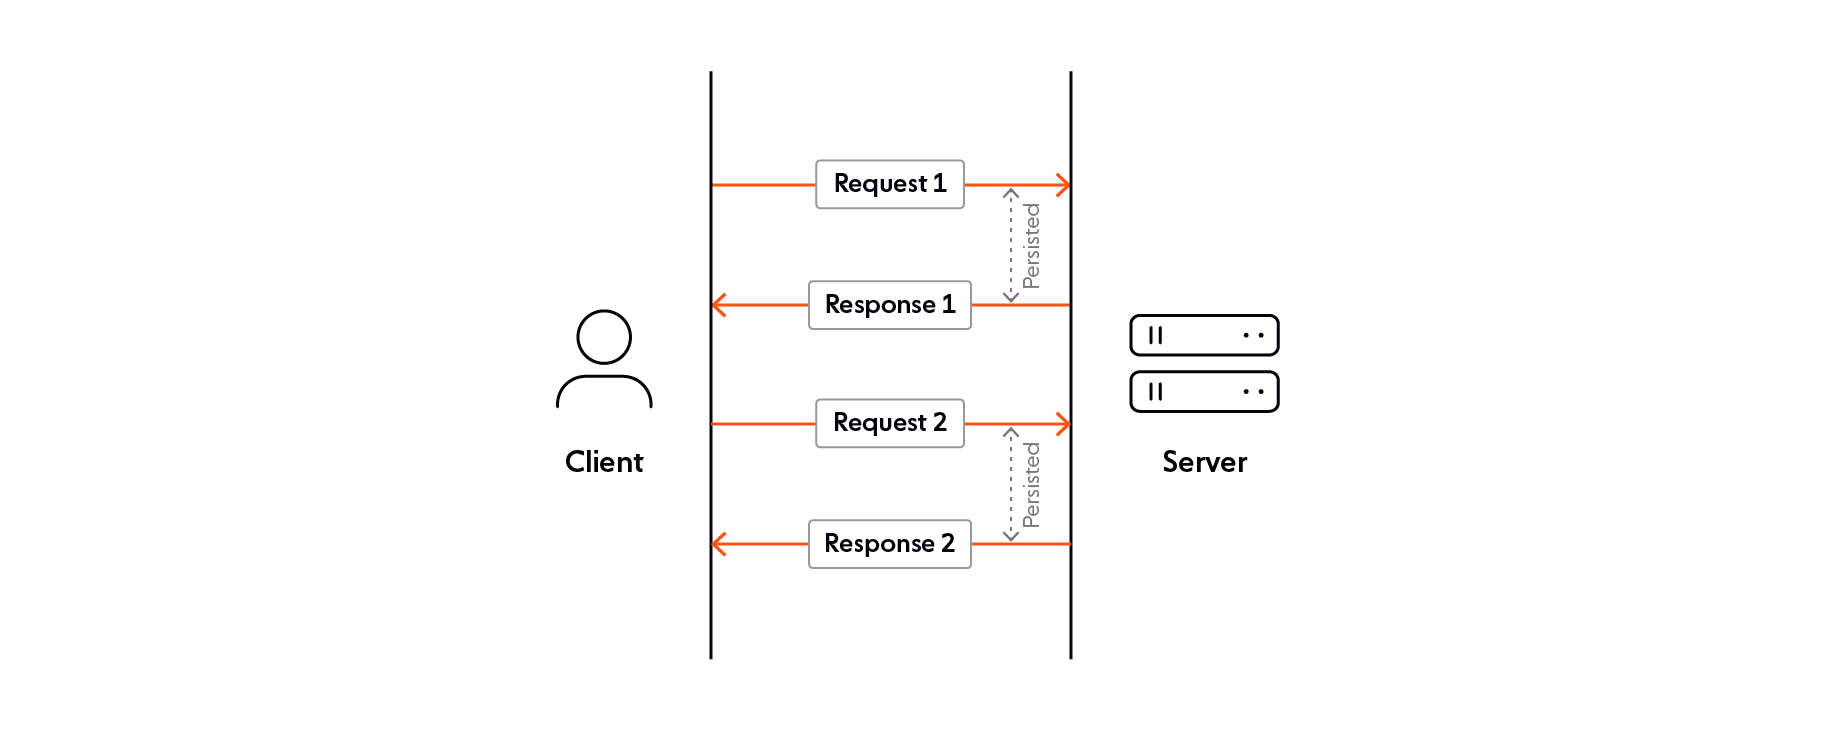 Request 1
Persisted
Response 1
Request 2
Client
Server
Persisted
Response 2